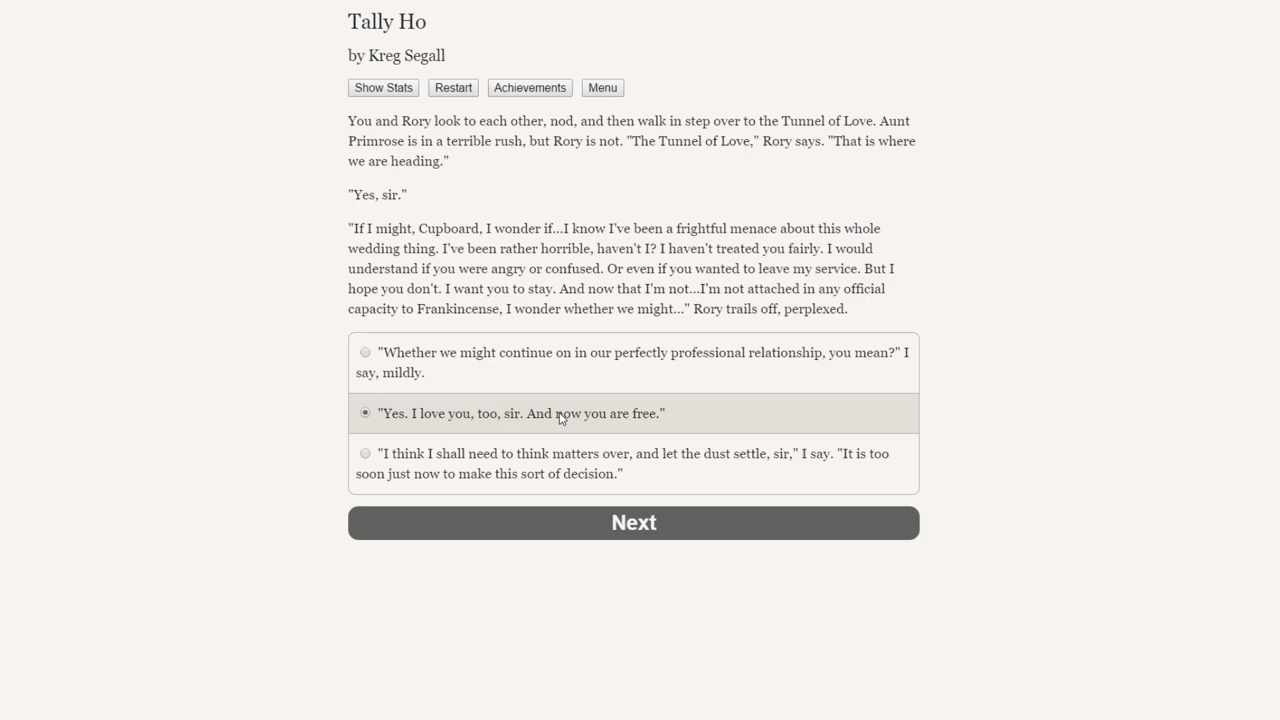 Tally Ho
by Kreg Segall
Show Stats
Restart
Achievements
Menu
You and Rory look to each other, nod, and then walk in step over to the Tunnel of Love. Aunt
Primrose is in a terrible rush, but Rory is not. "The Tunnel of Love," Rory says. "That is where
we are heading."
"Yes, sir."
"If I might, Cupboard, I wonder if...I know I've been a frightful menace about this whole
wedding thing. I've been rather horrible, haven't I? I haven't treated you fairly. I would
understand if you were angry or confused. Or even if you wanted to leave my service. But I
hope you don't. I want you to stay. And now that I'm not...I'm not attached in any official
capacity to Frankincense, I wonder whether we might..." Rory trails off, perplexed.
"Whether we might continue on in our perfectly professional relationship, you mean?" I
say, mildly.
"Yes. I love you, too, sir. And now you are free."
"I think I shall need to think matters over, and let the dust settle, sir," I say. "It is too
soon just now to make this sort of decision."
Next